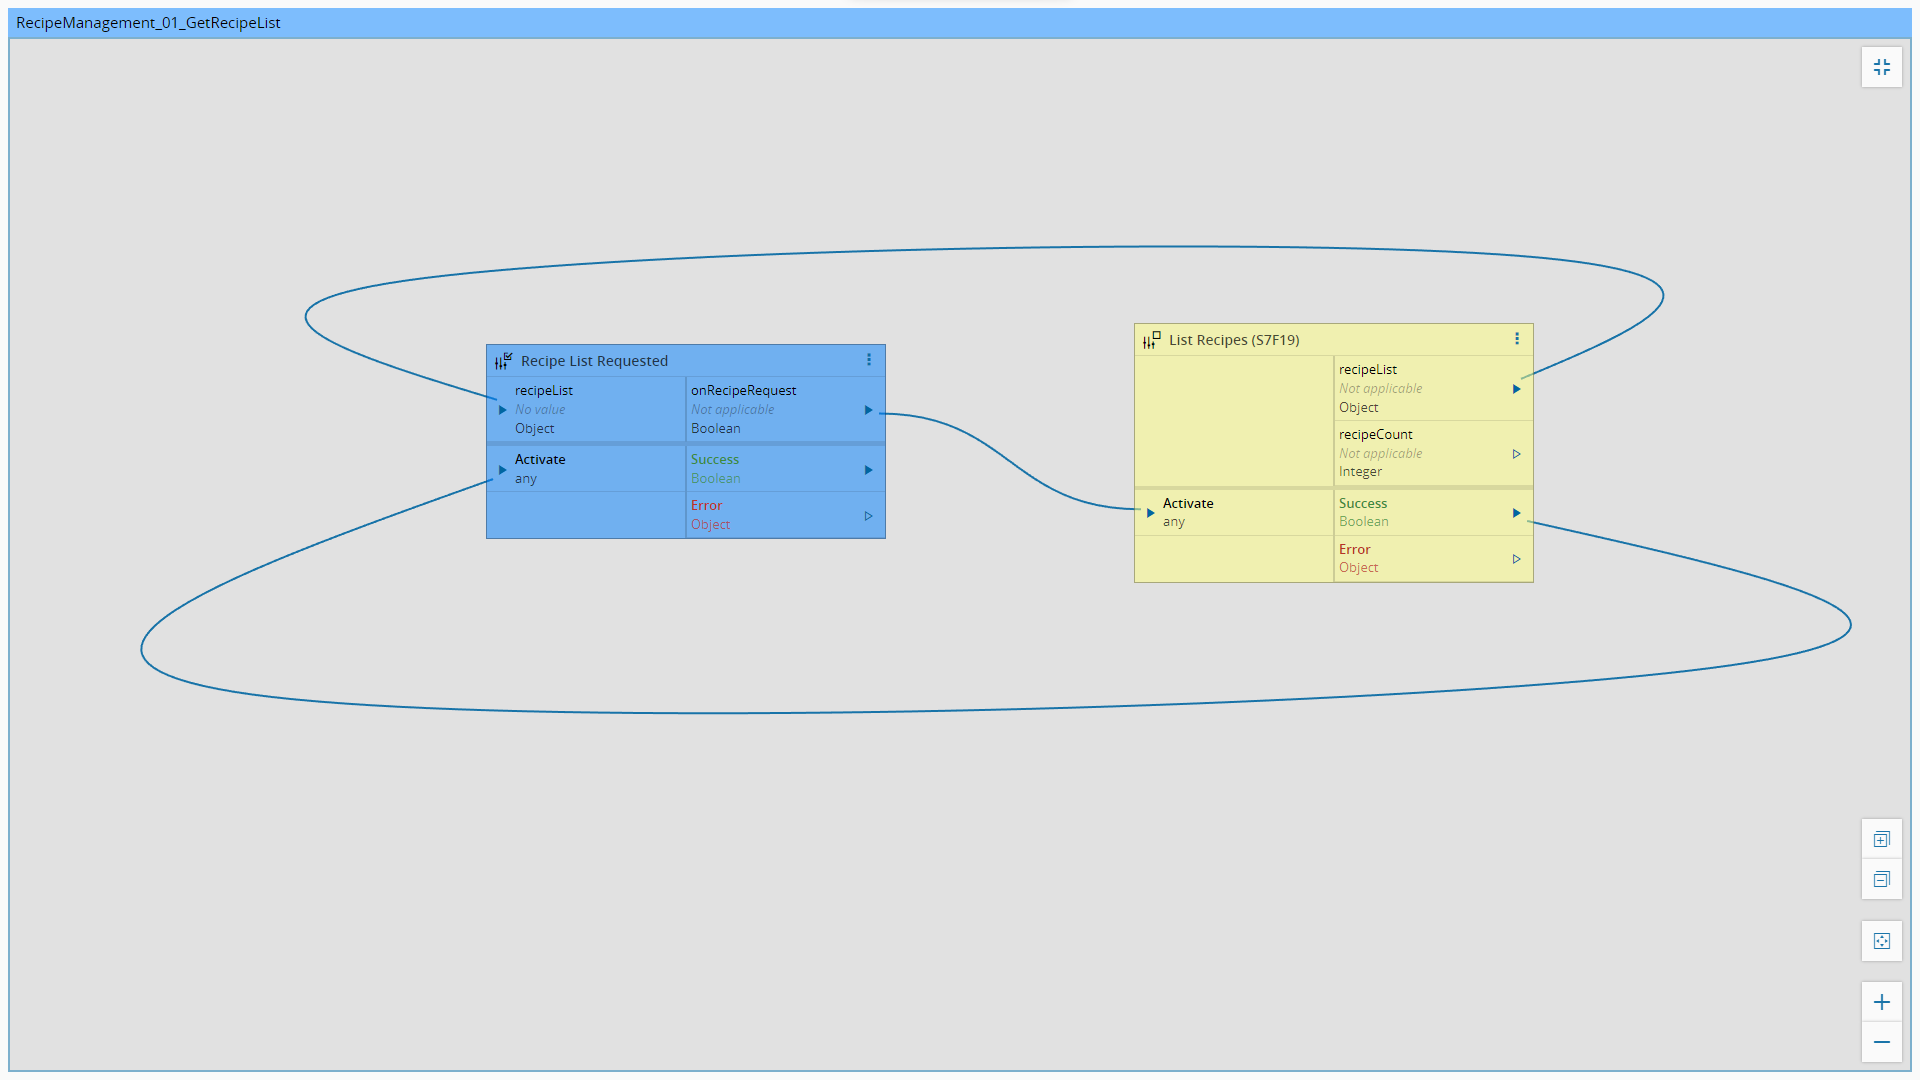 RecipeManagement_01_GetRecipeList
Recipe List Requested
recipeList
No value
Object
onRecipeRequest
Not applicable
Boolean
Activate
any
Success
Boolean
Error
Object
List Recipes (S7F19)
recipeList
Not applicable
Object
recipeCount
Not applicable
Integer
Activate
any
Success
Boolean
Error
Object